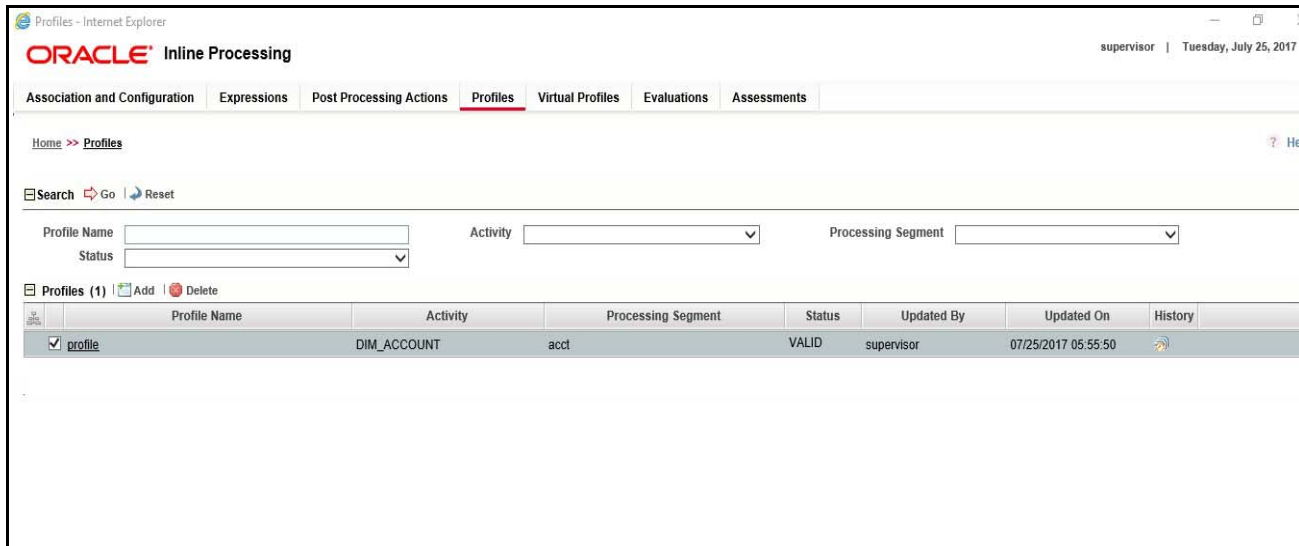 Profiles - Internet Explorer
ORACLE Inline Processing
supervisor | Tuesday, July 25, 2017
Association and Configuration Expressions Post Processing Actions Profiles Virtual Profiles Evaluations Assessments
Home >> Profiles
? He
Search Go | Reset
Profile Name Activity Processing Segment
Status
Profiles (1) | Add | Delete
Profile Name Activity Processing Segment Status Updated By Updated On History
profile DIM_ACCOUNT acct VALID supervisor 07/25/2017 05:55:50